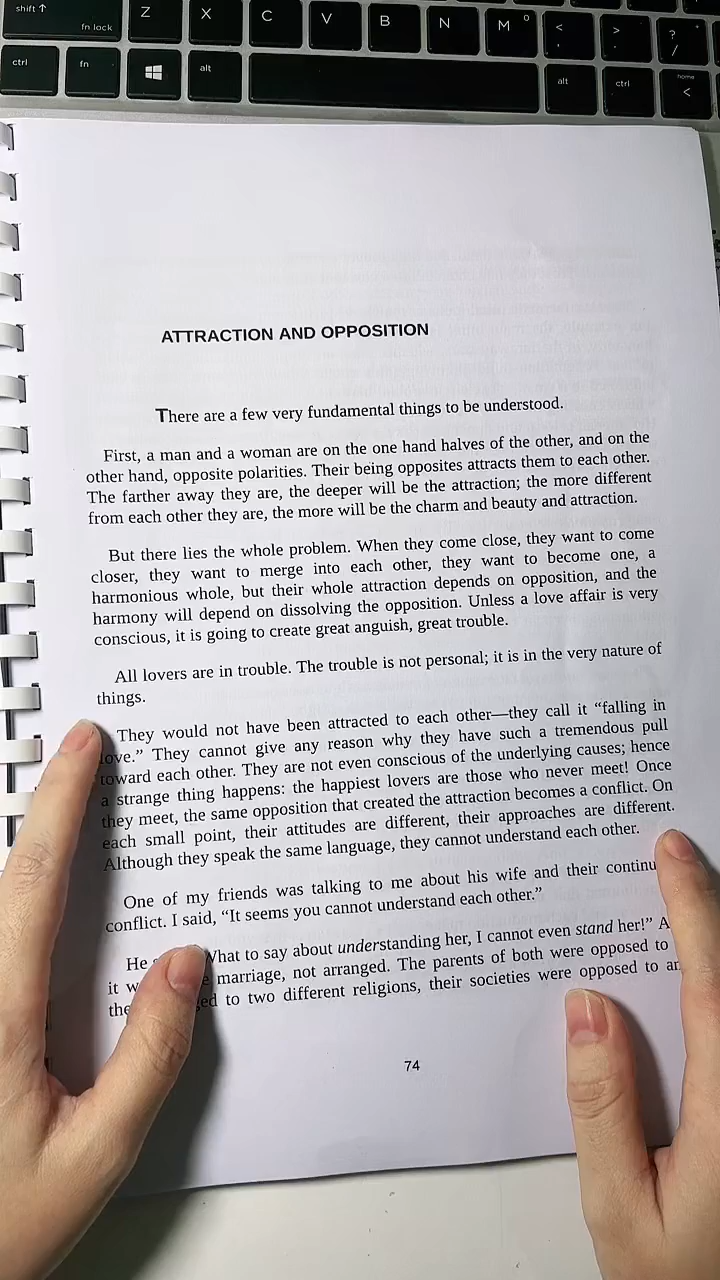 shift ↑
fn lock
Z
X
C
V
B
N
M
<
,
>
.
?
/
ctrl
fn
alt
alt
ctrl
home
<
ATTRACTION AND OPPOSITION
There are a few very fundamental things to be understood.
First, a man and a woman are on the one hand halves of the other, and on the
other hand, opposite polarities. Their being opposites attracts them to each other.
The farther away they are, the deeper will be the attraction; the more different
from each other they are, the more will be the charm and beauty and attraction.
But there lies the whole problem. When they come close, they want to come
closer, they want to merge into each other, they want to become one, a
harmonious whole, but their whole attraction depends on opposition, and the
harmony will depend on dissolving the opposition. Unless a love affair is very
conscious, it is going to create great anguish, great trouble.
All lovers are in trouble. The trouble is not personal; it is in the very nature of
things.
They would not have been attracted to each other—they call it “falling in
love.” They cannot give any reason why they have such a tremendous pull
toward each other. They are not even conscious of the underlying causes; hence
a strange thing happens: the happiest lovers are those who never meet! Once
they meet, the same opposition that created the attraction becomes a conflict. On
each small point, their attitudes are different, their approaches are different.
Although they speak the same language, they cannot understand each other.
One of my friends was talking to me about his wife and their
conflict. I said, “It seems you cannot understand each other.”
He What to say about understanding her, I cannot even stand her!”
it marriage, not arranged. The parents of both were opposed to
to two different religions, their societies were opposed to
74